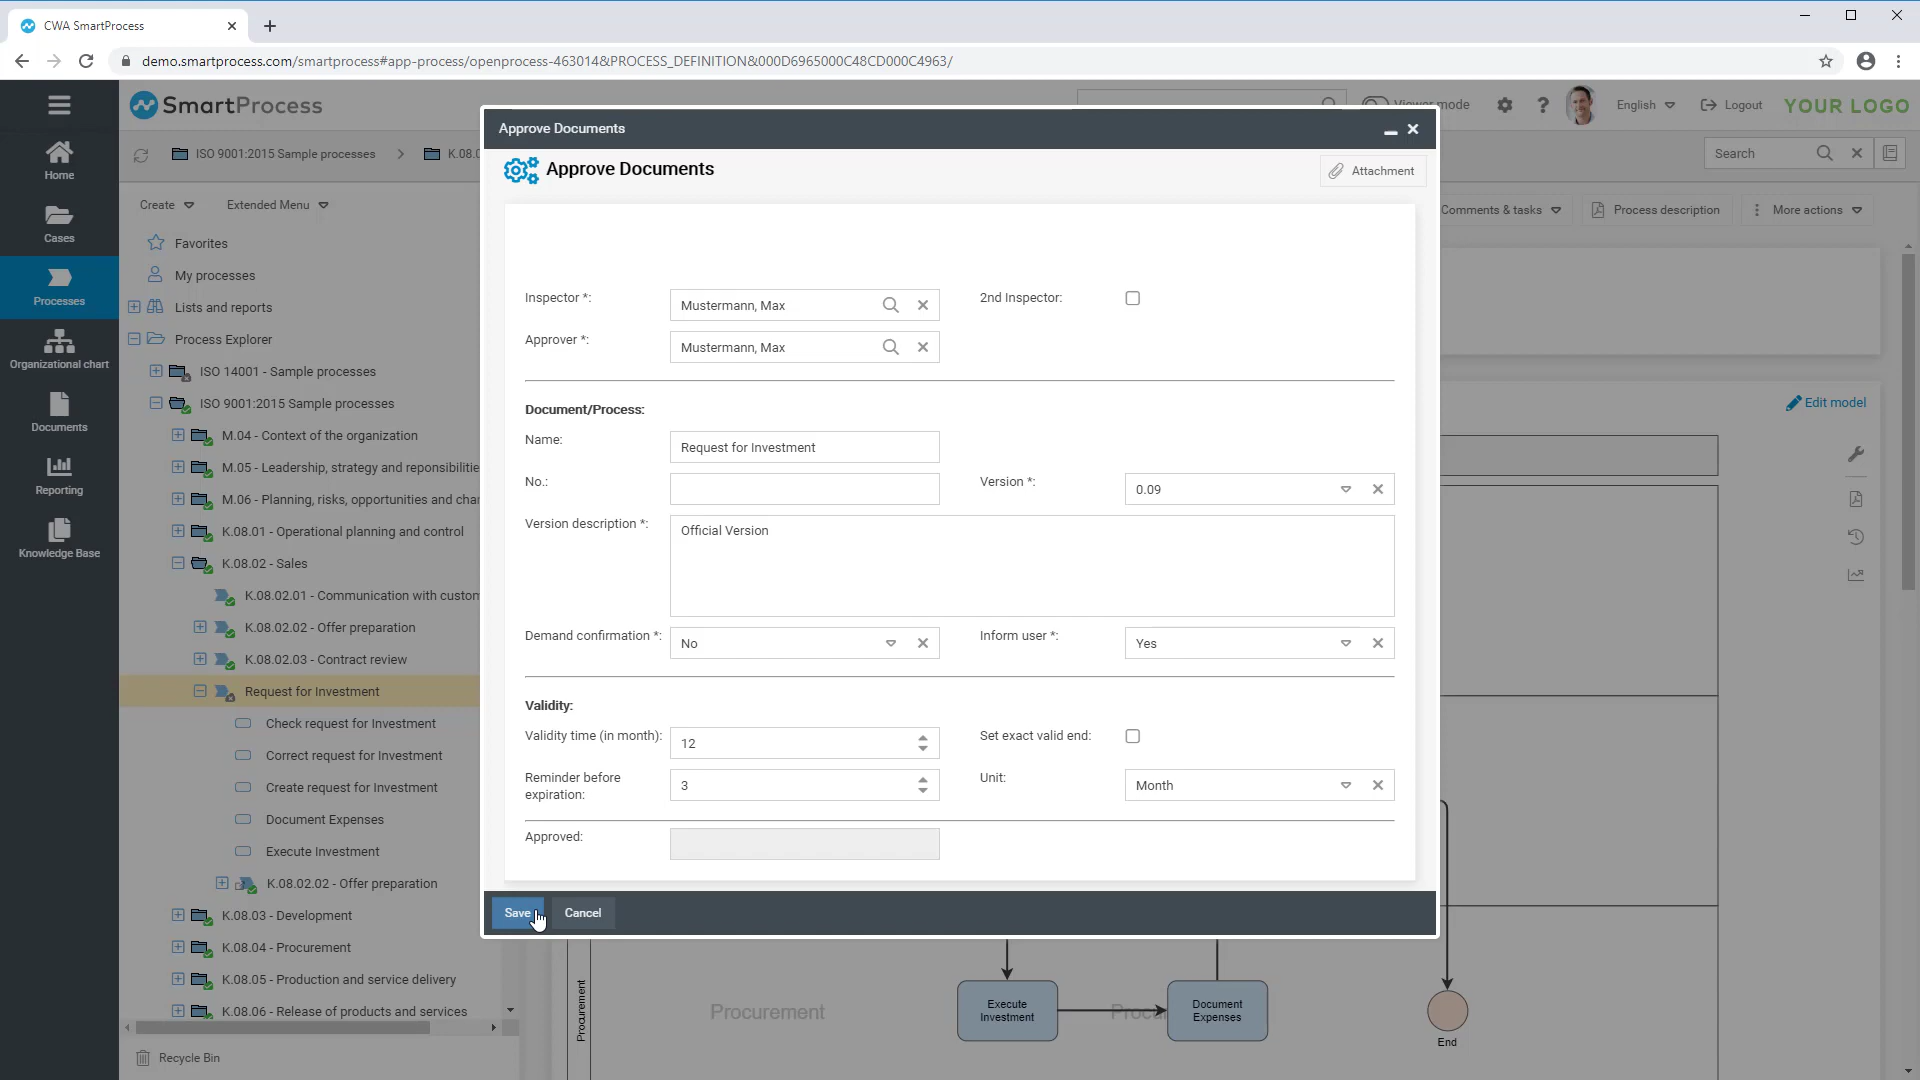 CWA SmartProcess
demo.smartprocess.com/smartprocess#app-process/openprocess-463014&PROCESS_DEFINITION&000D6965000C48CD000C4963/
SmartProcess
Viewer mode
English
Logout
YOUR LOGO
Home
Cases
Processes
Organizational chart
Documents
Reporting
Knowledge Base
ISO 9001:2015 Sample processes
K.08.0
Search
Create
Extended Menu
Comments & tasks
Process description
More actions
Favorites
My processes
Lists and reports
Process Explorer
ISO 14001 - Sample processes
ISO 9001:2015 Sample processes
M.04 - Context of the organization
M.05 - Leadership, strategy and reponsibilitie
M.06 - Planning, risks, opportunities and chan
K.08.01 - Operational planning and control
K.08.02 - Sales
K.08.02.01 - Communication with custom
K.08.02.02 - Offer preparation
K.08.02.03 - Contract review
Request for Investment
Check request for Investment
Correct request for Investment
Create request for Investment
Document Expenses
Execute Investment
K.08.02.02 - Offer preparation
K.08.03 - Development
K.08.04 - Procurement
K.08.05 - Production and service delivery
K.08.06 - Release of products and services
Recycle Bin
Approve Documents
Approve Documents
Attachment
Inspector *:
Mustermann, Max
2nd Inspector:
Approver *:
Mustermann, Max
Document/Process:
Name:
Request for Investment
No.:
Version *:
0.09
Version description *:
Official Version
Demand confirmation *:
No
Inform user *:
Yes
Validity:
Validity time (in month):
12
Set exact valid end:
Reminder before
expiration:
3
Unit:
Month
Approved:
Save
Cancel
Edit model
Procurement
Procurement
Execute
Investment
Document
Expenses
End